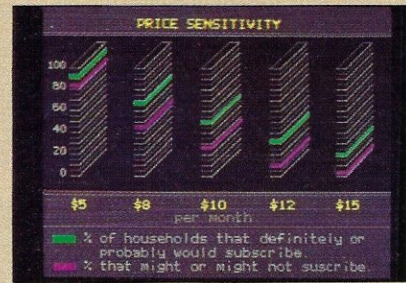 PRICE SENSITIVITY
100
80
60
40
20
0
$5 $8 $10 $12 $15
per month
% of households that definitely or
probably would subscribe.
% that might or might not suscribe.